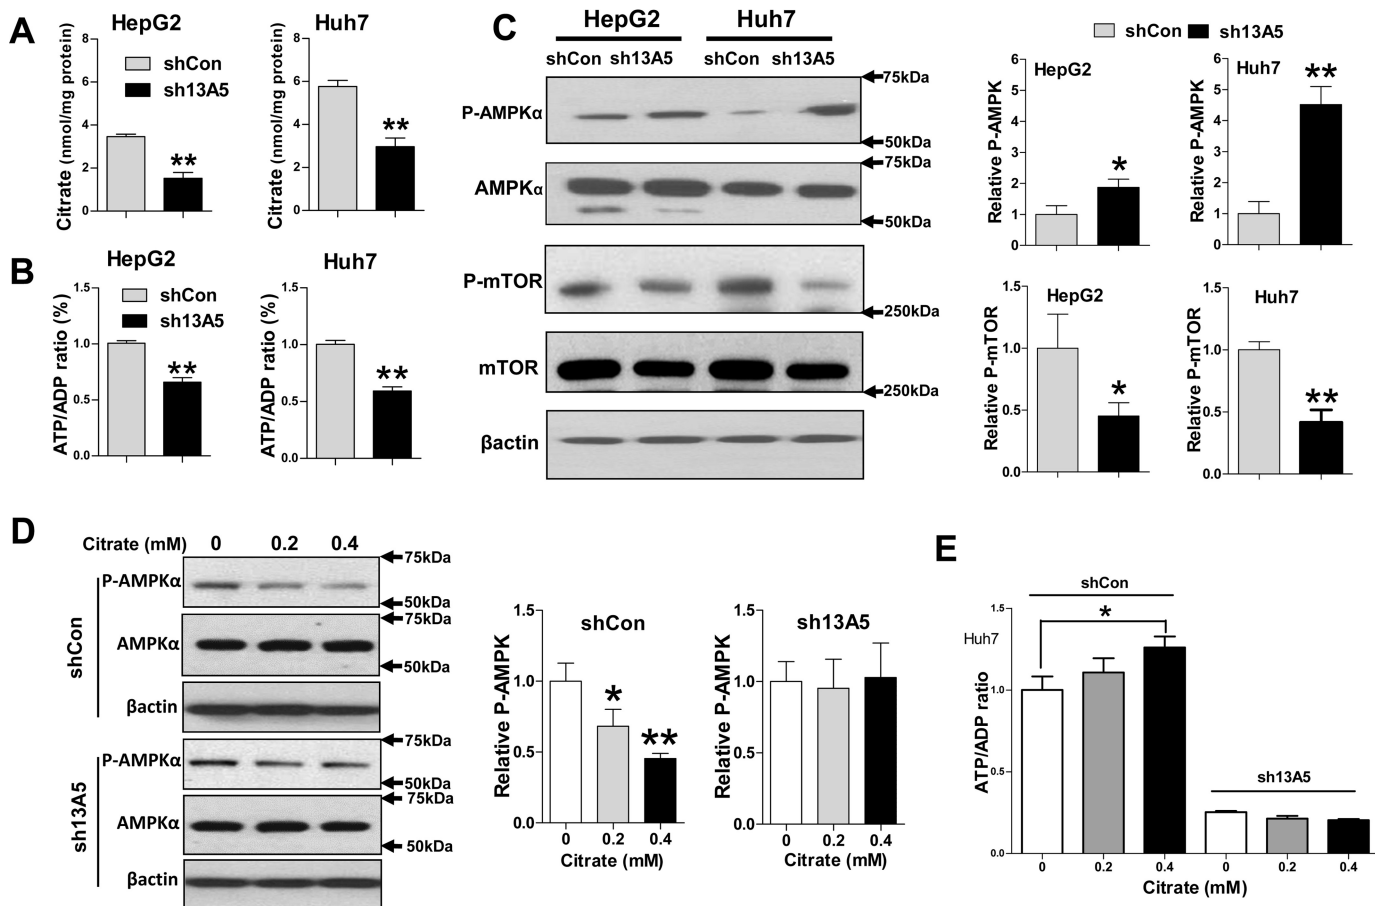 A
HepG2
Huh7
Citrate (nmol/mg protein)
8
6
4
2
0
shCon
sh13A5
**
Citrate (nmol/mg protein)
8
6
4
2
0
**
B
HepG2
Huh7
ATP/ADP ratio (%)
1.5
1.0
0.5
0.0
shCon
sh13A5
**
ATP/ADP ratio (%)
1.5
1.0
0.5
0.0
**
C
HepG2 Huh7
shCon sh13A5 shCon sh13A5
75kDa
P-AMPKα
50kDa
75kDa
AMPKα
50kDa
P-mTOR
250kDa
mTOR
250kDa
βactin
shCon sh13A5
HepG2
Relative P-AMPK
6
5
4
3
2
1
0
*
Huh7
Relative P-AMPK
6
5
4
3
2
1
0
**
HepG2
Relative P-mTOR
1.5
1.0
0.5
0.0
*
Huh7
Relative P-mTOR
1.5
1.0
0.5
0.0
**
D
Citrate (mM) 0 0.2 0.4
75kDa
shCon
P-AMPKα
50kDa
75kDa
AMPKα
50kDa
βactin
75kDa
sh13A5
P-AMPKα
50kDa
75kDa
AMPKα
50kDa
βactin
shCon
Relative P-AMPK
1.5
1.0
0.5
0.0
*
**
0 0.2 0.4
Citrate (mM)
sh13A5
Relative P-AMPK
1.5
1.0
0.5
0.0
0 0.2 0.4
Citrate (mM)
E
shCon
*
Huh7
ATP/ADP ratio
1.5
1.0
0.5
0.0
sh13A5
0 0.2 0.4 0 0.2 0.4
Citrate (mM)